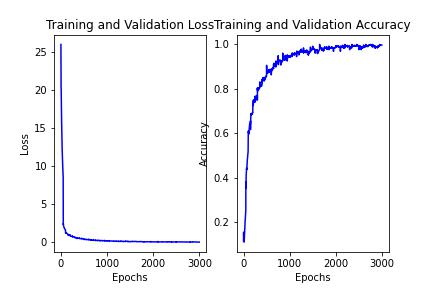 Training and Validation Loss
25
20
15
10
5
0
Loss
0 1000 2000 3000
Epochs
Training and Validation Accuracy
1.0
0.8
0.6
0.4
0.2
Accuracy
0 1000 2000 3000
Epochs